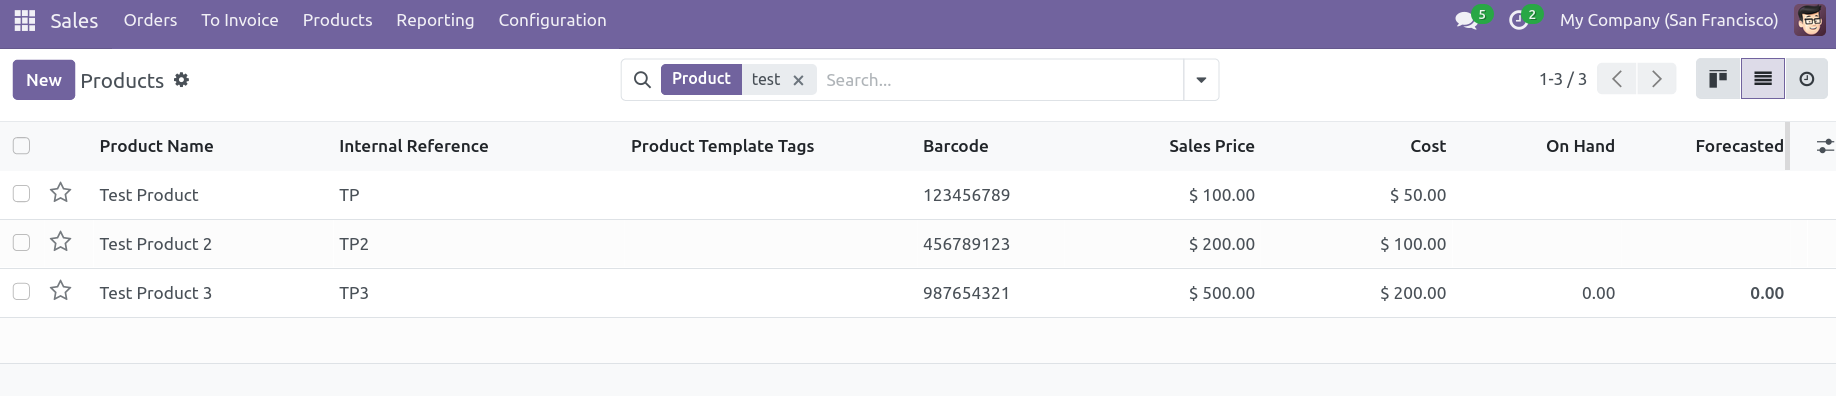 Sales Orders To Invoice Products Reporting Configuration 5 2 My Company (San Francisco)
New Products Product test × Search... 1-3 / 3
Product Name Internal Reference Product Template Tags Barcode Sales Price Cost On Hand Forecasted
Test Product TP 123456789 $ 100.00 $ 50.00
Test Product 2 TP2 456789123 $ 200.00 $ 100.00
Test Product 3 TP3 987654321 $ 500.00 $ 200.00 0.00 0.00